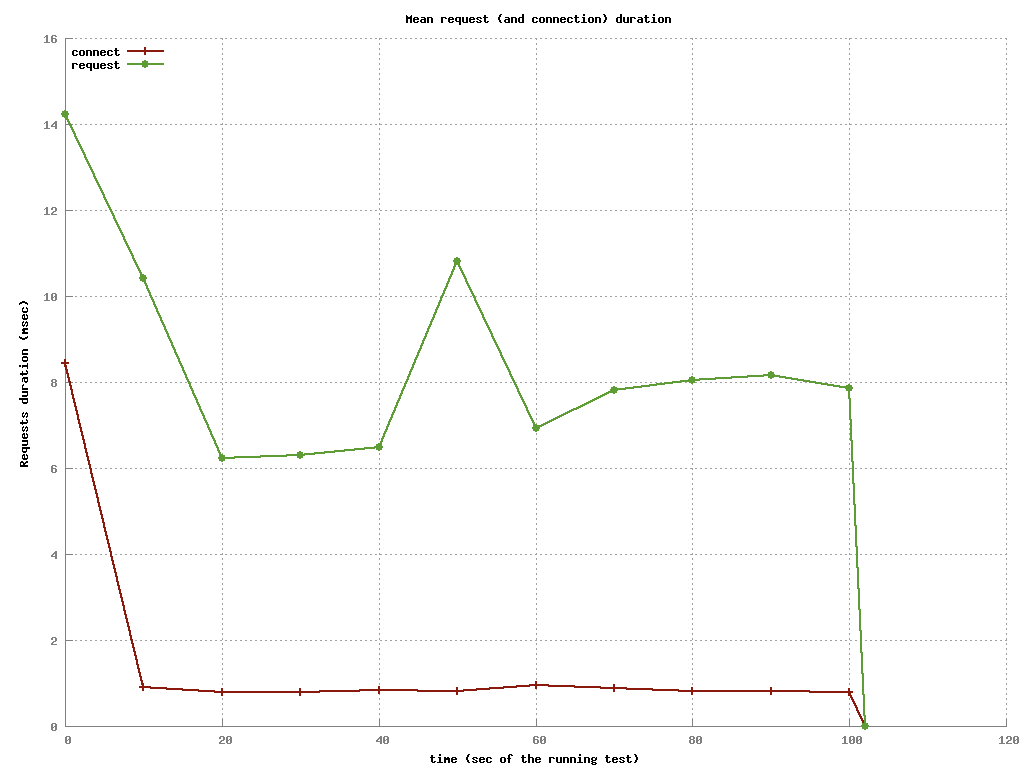 Mean request (and connection) duration
connect
request
16
14
12
10
8
6
4
2
0
Requests duration (msec)
0 20 40 60 80 100 120
time (sec of the running test)